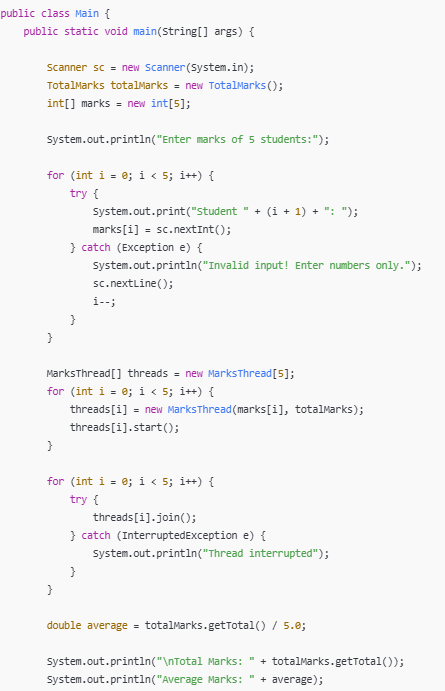 public class Main {
    public static void main(String[] args) {

        Scanner sc = new Scanner(System.in);
        TotalMarks totalMarks = new TotalMarks();
        int[] marks = new int[5];

        System.out.println("Enter marks of 5 students:");

        for (int i = 0; i < 5; i++) {
            try {
                System.out.print("Student " + (i + 1) + ": ");
                marks[i] = sc.nextInt();
            } catch (Exception e) {
                System.out.println("Invalid input! Enter numbers only.");
                sc.nextLine();
                i--;
            }
        }

        MarksThread[] threads = new MarksThread[5];
        for (int i = 0; i < 5; i++) {
            threads[i] = new MarksThread(marks[i], totalMarks);
            threads[i].start();
        }

        for (int i = 0; i < 5; i++) {
            try {
                threads[i].join();
            } catch (InterruptedException e) {
                System.out.println("Thread interrupted");
            }
        }

        double average = totalMarks.getTotal() / 5.0;

        System.out.println("\nTotal Marks: " + totalMarks.getTotal());
        System.out.println("Average Marks: " + average);